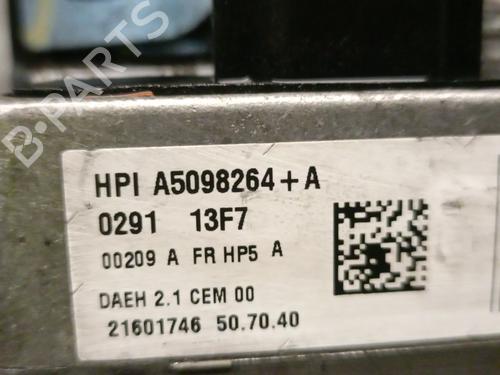 B-PARTS
HPI A5098264+A
0291 13F7
00209 A FR HP5 A
DAEH 2.1 CEM 00
21601746 50.70.40